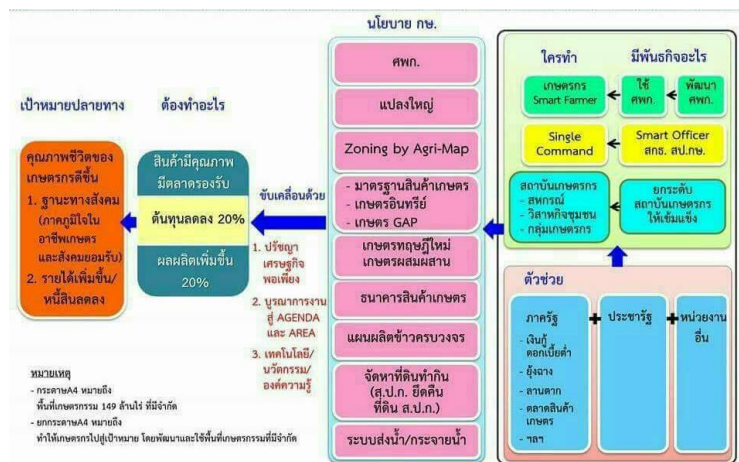 นโยบาย กษ.
เป้าหมายปลายทาง
คุณภาพชีวิตของ
เกษตรกรดีขึ้น
1. ฐานะทางสังคม
(ภาคภูมิใจใน
อาชีพเกษตร
และสังคมยอมรับ)
2. รายได้เพิ่มขึ้น/
หนี้สินลดลง
ต้องทำอะไร
สินค้ามีคุณภาพ
มีตลาดรองรับ
ต้นทุนลดลง 20%
ผลผลิตเพิ่มขึ้น
20%
ขับเคลื่อนด้วย
1. ปรัชญา
เศรษฐกิจ
พอเพียง
2. บูรณาการงาน
สู่ AGENDA
และ AREA
3. เทคโนโลยี/
นวัตกรรม/
องค์ความรู้
ศพก.
แปลงใหญ่
Zoning by Agri-Map
- มาตรฐานสินค้าเกษตร
- เกษตรอินทรีย์
- เกษตร GAP
เกษตรทฤษฎีใหม่
เกษตรผสมผสาน
ธนาคารสินค้าเกษตร
แผนผลิตข้าวครบวงจร
จัดหาที่ดินทำกิน
(ส.ป.ก. ยึดคืน
ที่ดิน ส.ป.ก.)
ระบบส่งน้ำ/กระจายน้ำ
ใครทำ
มีพันธกิจอะไร
เกษตรกร
Smart Farmer
ใช้
ศพก.
พัฒนา
ศพก.
Single
Command
Smart Officer
สกธ. สป.กษ.
สถาบันเกษตรกร
- สหกรณ์
- วิสาหกิจชุมชน
- กลุ่มเกษตรกร
ยกระดับ
สถาบันเกษตรกร
ให้เข้มแข็ง
ตัวช่วย
ภาครัฐ
- เงินกู้
ดอกเบี้ยต่ำ
- ยุ้งฉาง
- ลานตาก
- ตลาดสินค้า
เกษตร
- ฯลฯ
+
ประชารัฐ
+
หน่วยงาน
อื่น
หมายเหตุ
- กระดาษA4 หมายถึง
พื้นที่เกษตรกรรม 149 ล้านไร่ ที่มีจำกัด
- ยกกระดาษA4 หมายถึง
ทำให้เกษตรกรไปสู่เป้าหมาย โดยพัฒนาและใช้พื้นที่เกษตรกรรมที่มีจำกัด